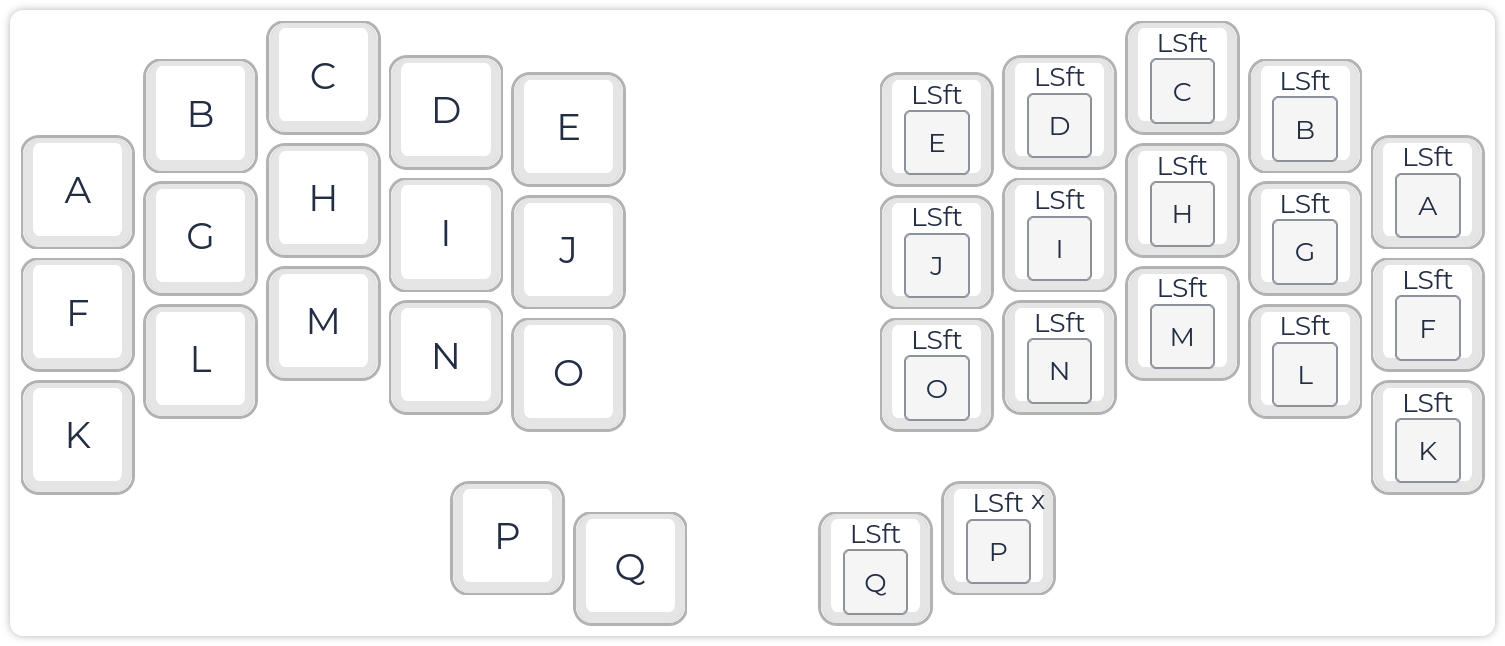 A B C D E
LSft LSft LSft LSft LSft
E D C B A
F G H I J
LSft LSft LSft LSft LSft
J I H G F
K L M N O
LSft LSft LSft LSft LSft
O N M L K
P Q
LSft LSft x
Q P